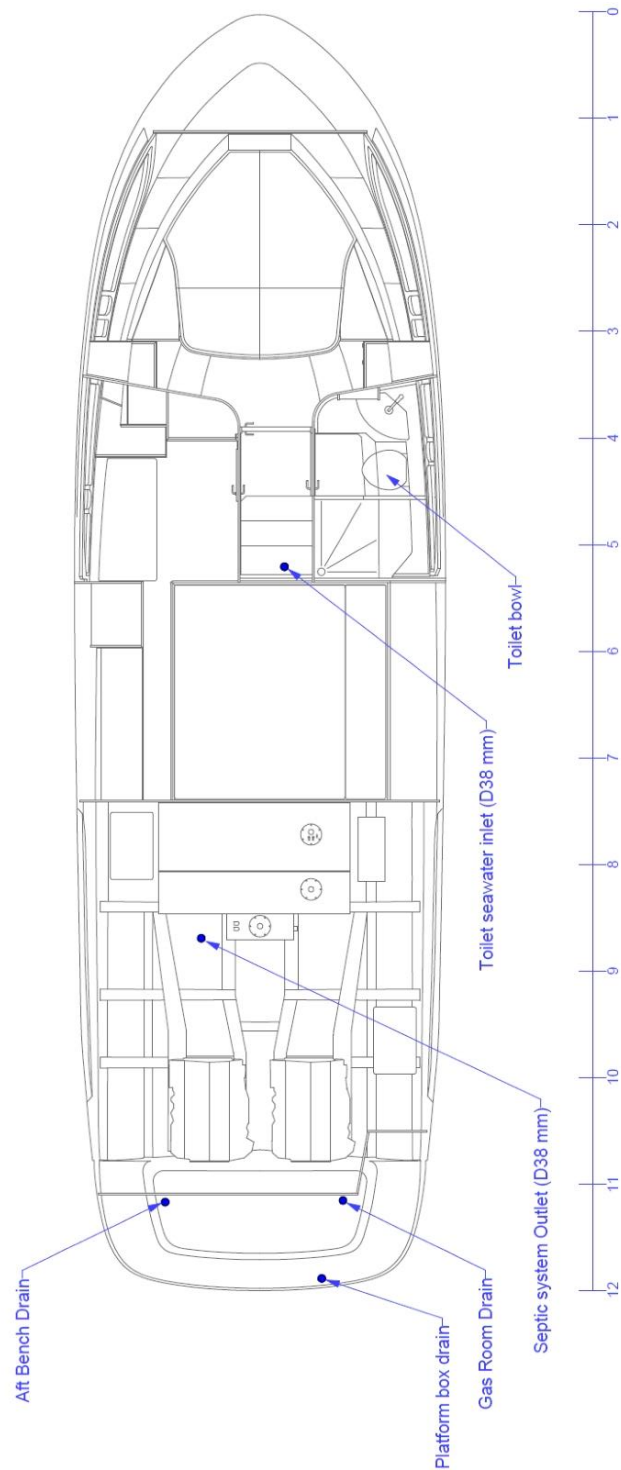 Aft Bench Drain
Platform box drain
Gas Room Drain
Septic system Outlet (D38 mm)
Toilet seawater inlet (D38 mm)
Toilet bowl
12
11
10
9
8
7
6
5
4
3
2
1
0